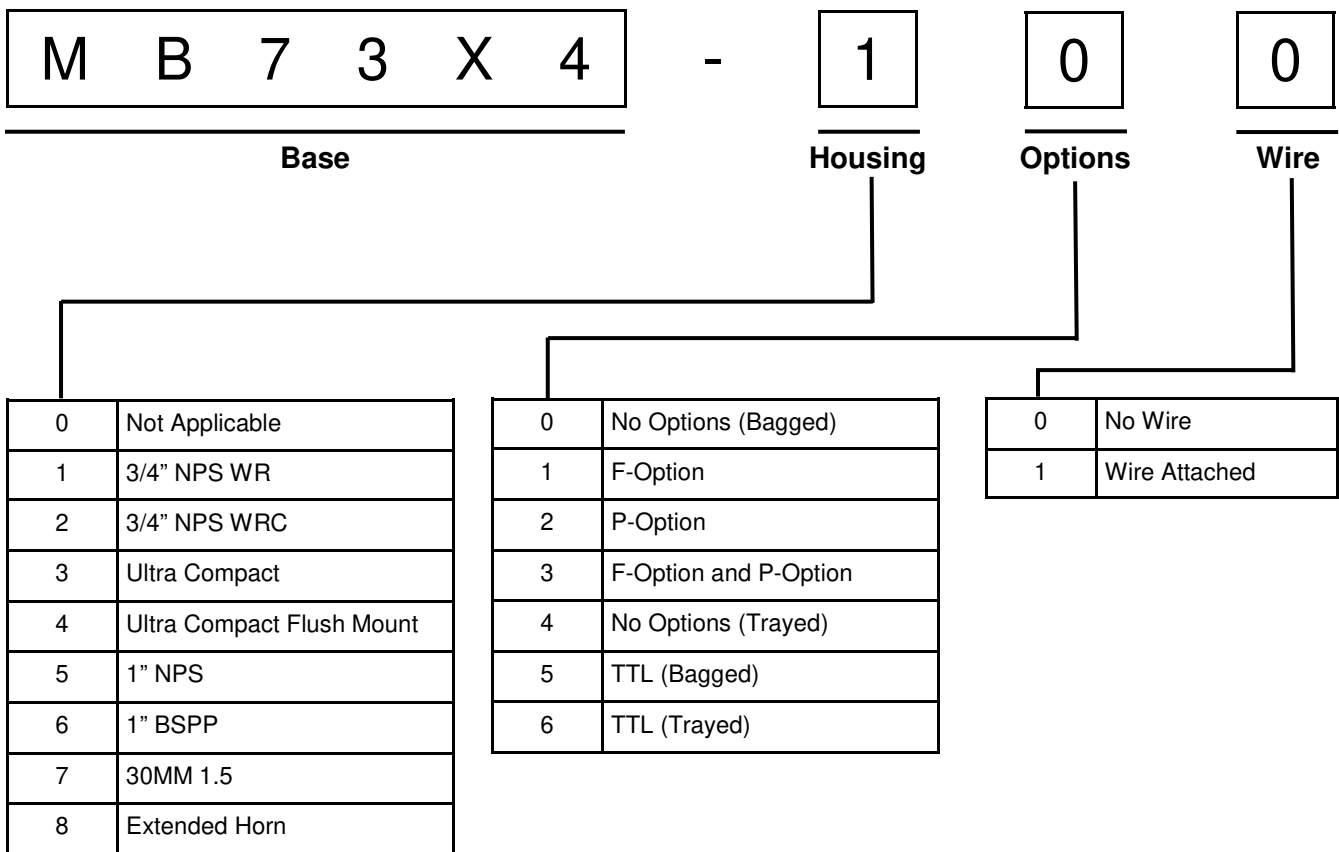 M B 7 3 X 4 - 1 0 0
Base Housing Options Wire
0 Not Applicable
1 3/4” NPS WR
2 3/4” NPS WRC
3 Ultra Compact
4 Ultra Compact Flush Mount
5 1” NPS
6 1” BSPP
7 30MM 1.5
8 Extended Horn
0 No Options (Bagged)
1 F-Option
2 P-Option
3 F-Option and P-Option
4 No Options (Trayed)
5 TTL (Bagged)
6 TTL (Trayed)
0 No Wire
1 Wire Attached